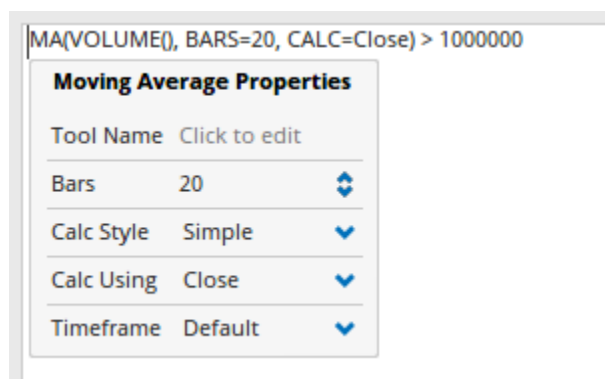 MA(VOLUME(), BARS=20, CALC=Close) > 1000000
Moving Average Properties
Tool Name Click to edit
Bars 20
Calc Style Simple
Calc Using Close
Timeframe Default